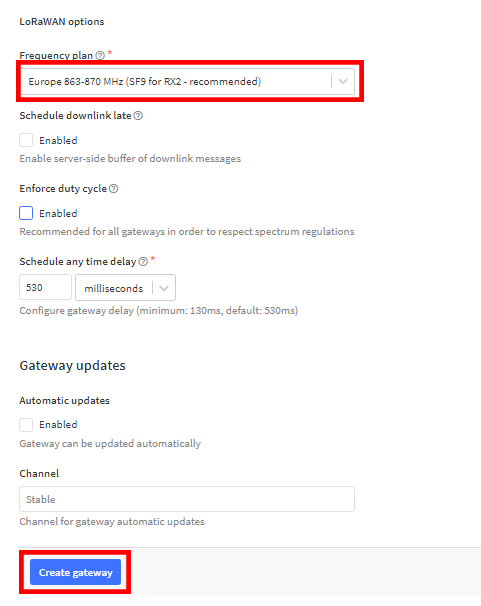 LoRaWAN options
Frequency plan ? *
Europe 863-870 MHz (SF9 for RX2 - recommended)
Schedule downlink late ?
Enabled
Enable server-side buffer of downlink messages
Enforce duty cycle ?
Enabled
Recommended for all gateways in order to respect spectrum regulations
Schedule any time delay ? *
530 milliseconds
Configure gateway delay (minimum: 130ms, default: 530ms)
Gateway updates
Automatic updates
Enabled
Gateway can be updated automatically
Channel
Stable
Channel for gateway automatic updates
Create gateway